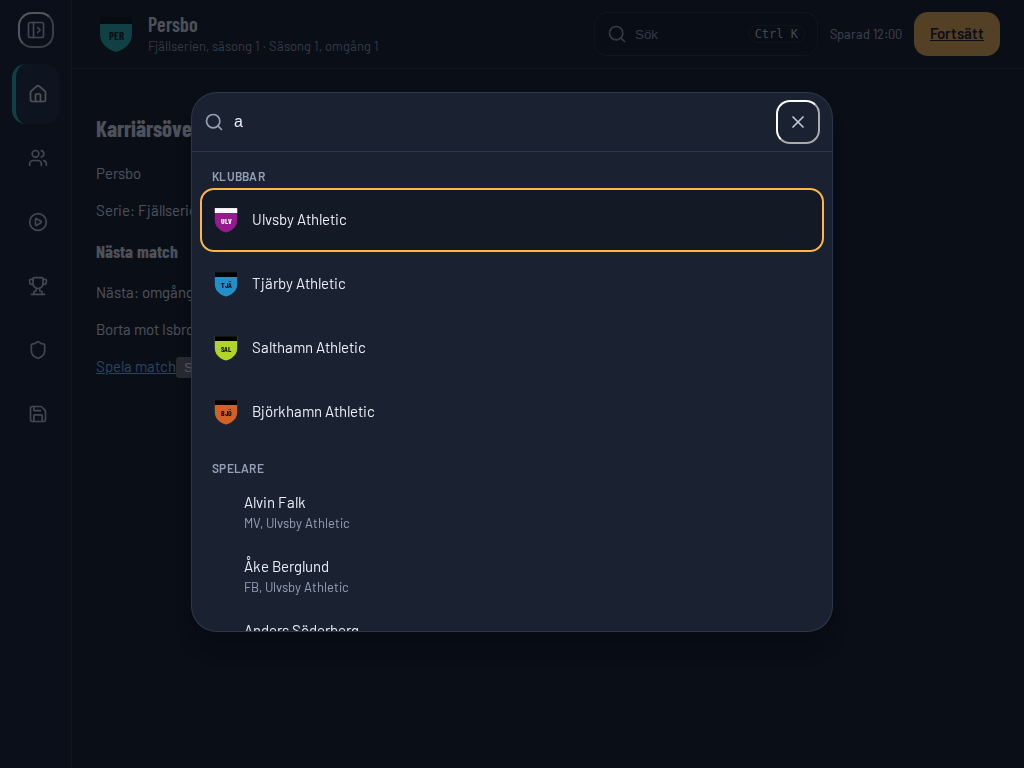 PER
Persbo
Fjällserien, säsong 1 · Säsong 1, omgång 1
Sök
Ctrl K
Sparad 12:00
Fortsätt
Karriärsöve
Persbo
Serie: Fjällserie
Nästa match
Nästa: omgång
Borta mot Isbro
Spela match
S
a
KLUBBAR
ULV
Ulvsby Athletic
TJÄ
Tjärby Athletic
SAL
Salthamn Athletic
BJÖ
Björkhamn Athletic
SPELARE
Alvin Falk
MV, Ulvsby Athletic
Åke Berglund
FB, Ulvsby Athletic
Anders Söderberg